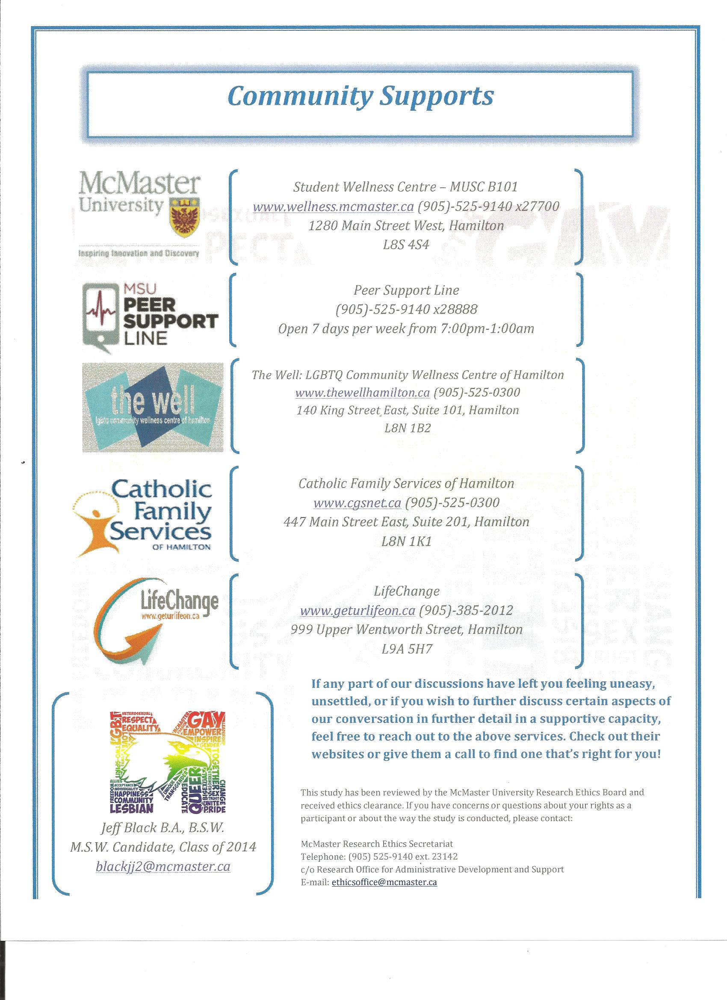 Community Supports
McMaster
University
Inspiring Innovation and Discovery
Student Wellness Centre – MUSC B101
www.wellness.mcmaster.ca (905)-525-9140 x27700
1280 Main Street West, Hamilton
L8S 4S4
MSU
PEER
SUPPORT
LINE
Peer Support Line
(905)-525-9140 x28888
Open 7 days per week from 7:00pm-1:00am
the well
lgbtq community wellness centre of hamilton
The Well: LGBTQ Community Wellness Centre of Hamilton
www.thewellhamilton.ca (905)-525-0300
140 King Street East, Suite 101, Hamilton
L8N 1B2
Catholic
Family
Services
OF HAMILTON
Catholic Family Services of Hamilton
www.cgsnet.ca (905)-525-0300
447 Main Street East, Suite 201, Hamilton
L8N 1K1
LifeChange
www.geturlifeon.ca
LifeChange
www.geturlifeon.ca (905)-385-2012
999 Upper Wentworth Street, Hamilton
L9A 5H7
If any part of our discussions have left you feeling uneasy,
unsettled, or if you wish to further discuss certain aspects of
our conversation in further detail in a supportive capacity,
feel free to reach out to the above services. Check out their
websites or give them a call to find one that's right for you!
LGBT
HETEROSEXUAL
RESPECT
EQUALITY
LOVE
TWO-SPIRIT
MCMASTER
GAY
EMPOWER
INSPIRE
GENDER
TOGETHER
ALLIES
ACCEPTANCE
INDIVIDUALITY
FREEDOM
HAPPINESS
COMMUNITY
LESBIAN
UNIQUE
TRANSGENDER
EDUCATE
QUEER
BISEXUAL
STRENGTH
INTERSEX
TRUST
UNITE
PRIDE
CHANGE
Jeff Black B.A., B.S.W.
M.S.W. Candidate, Class of 2014
blackjj2@mcmaster.ca
This study has been reviewed by the McMaster University Research Ethics Board and
received ethics clearance. If you have concerns or questions about your rights as a
participant or about the way the study is conducted, please contact:
McMaster Research Ethics Secretariat
Telephone: (905) 525-9140 ext. 23142
c/o Research Office for Administrative Development and Support
E-mail: ethicsoffice@mcmaster.ca